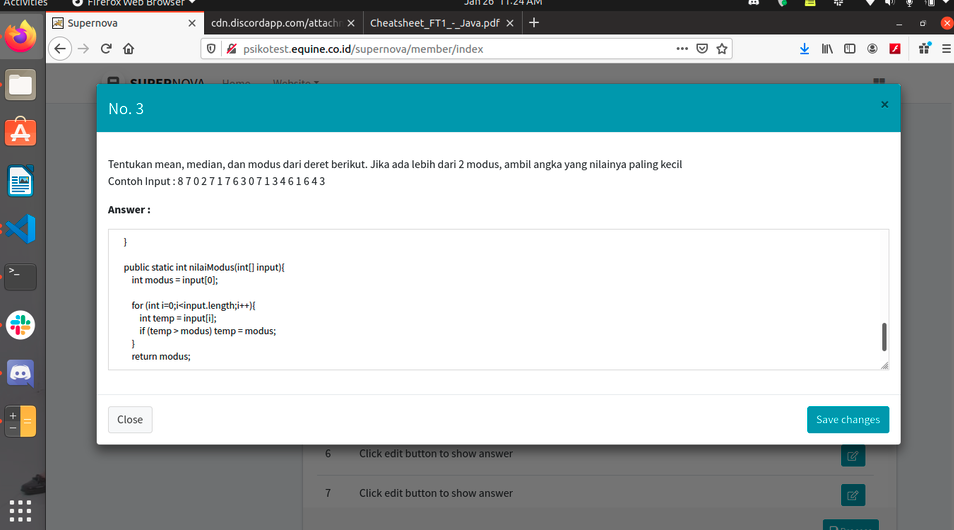 Activities
Firefox Web Browser
Jan 26 11:24 AM
Supernova
cdn.discordapp.com/attachm
Cheatsheet_FT1_-_Java.pdf
psikotest.equine.co.id/supernova/member/index
SUPERNOVA Home Website
No. 3
×
Tentukan mean, median, dan modus dari deret berikut. Jika ada lebih dari 2 modus, ambil angka yang nilainya paling kecil
Contoh Input : 8 7 0 2 7 1 7 6 3 0 7 1 3 4 6 1 6 4 3
Answer :
}
public static int nilaiModus(int[] input){
int modus = input[0];
for (int i=0;i<input.length;i++){
int temp = input[i];
if (temp > modus) temp = modus;
}
return modus;
Close
Save changes
6 Click edit button to show answer
7 Click edit button to show answer